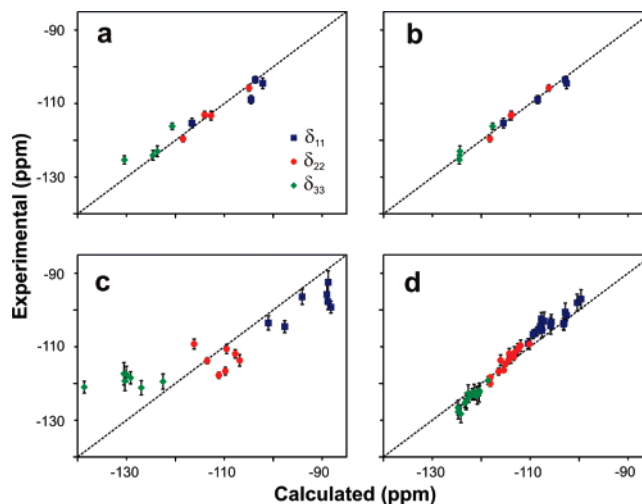 a
b
-90
-110
-130
δ11
δ22
δ33
Experimental (ppm)
c
d
-90
-110
-130
-130
-110
-90
-130
-110
-90
Calculated (ppm)